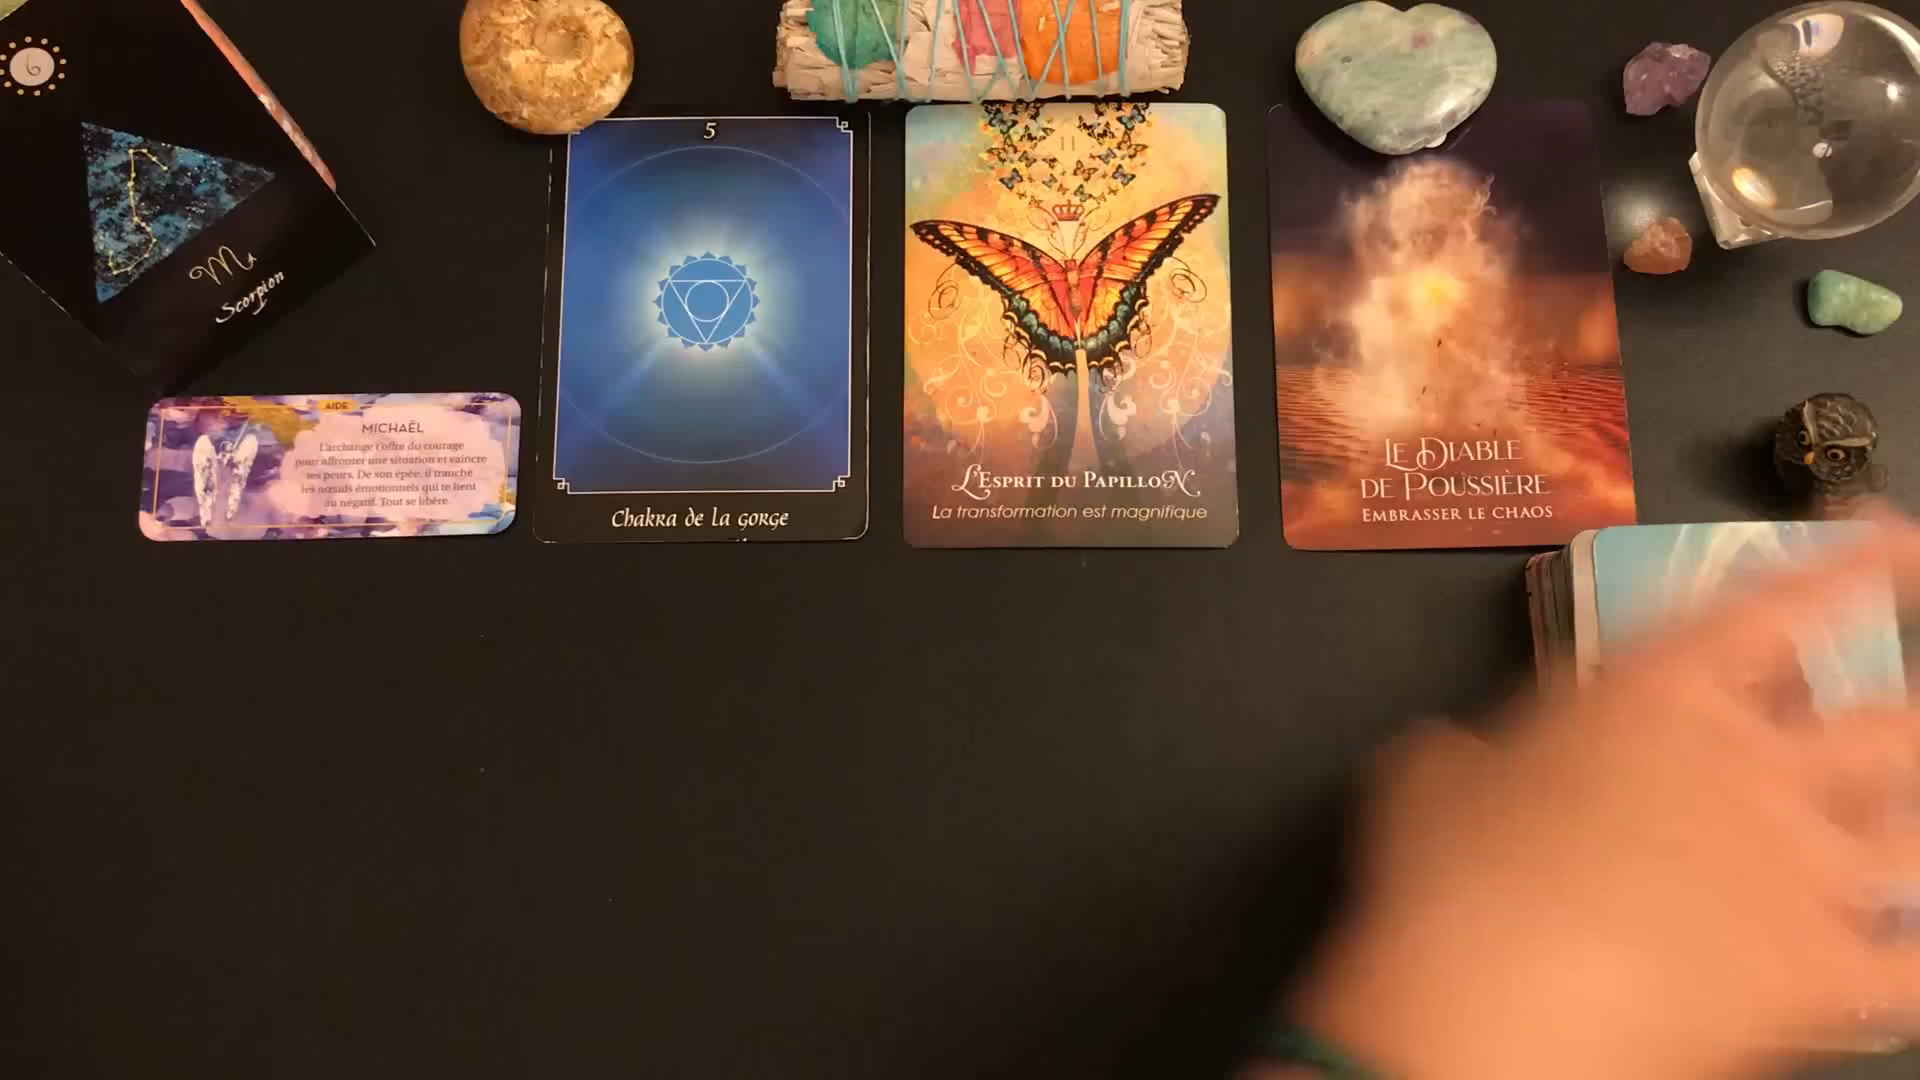 6
Scorpion
AIDE
MICHAËL
L'archange t'offre du courage
pour affronter une situation et vaincre
tes peurs. De son épée, il tranche
les nœuds émotionnels qui te lient
au négatif. Tout se libère.
5
Chakra de la gorge
11
L'ESPRIT DU PAPILLON
La transformation est magnifique
LE DIABLE
DE POUSSIÈRE
EMBRASSER LE CHAOS